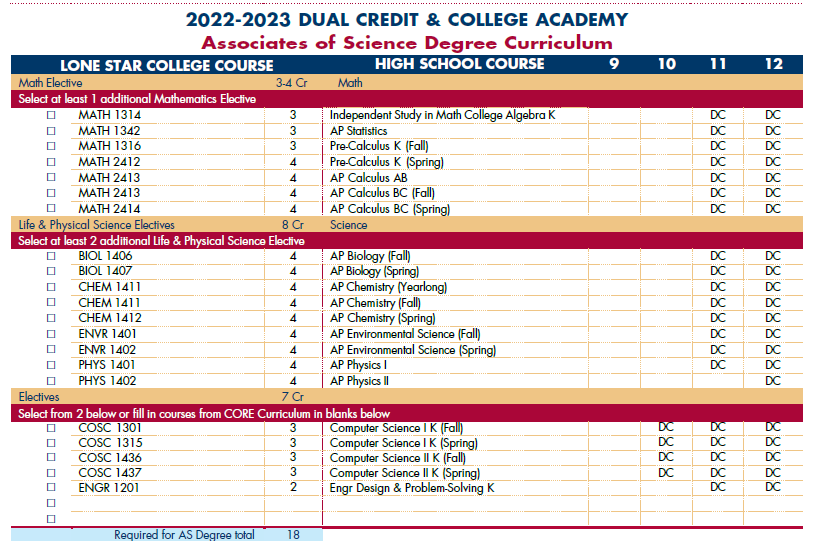 2022-2023 DUAL CREDIT & COLLEGE ACADEMY
Associates of Science Degree Curriculum
LONE STAR COLLEGE COURSE HIGH SCHOOL COURSE 9 10 11 12
Math Elective 3-4 Cr Math
Select at least 1 additional Mathematics Elective
☐ MATH 1314 3 Independent Study in Math College Algebra K DC DC
☐ MATH 1342 3 AP Statistics DC DC
☐ MATH 1316 3 Pre-Calculus K (Fall) DC DC
☐ MATH 2412 4 Pre-Calculus K (Spring) DC DC
☐ MATH 2413 4 AP Calculus AB DC DC
☐ MATH 2413 4 AP Calculus BC (Fall) DC DC
☐ MATH 2414 4 AP Calculus BC (Spring) DC DC
Life & Physical Science Electives 8 Cr Science
Select at least 2 additional Life & Physical Science Elective
☐ BIOL 1406 4 AP Biology (Fall) DC DC
☐ BIOL 1407 4 AP Biology (Spring) DC DC
☐ CHEM 1411 4 AP Chemistry (Yearlong) DC DC
☐ CHEM 1411 4 AP Chemistry (Fall) DC DC
☐ CHEM 1412 4 AP Chemistry (Spring) DC DC
☐ ENVR 1401 4 AP Environmental Science (Fall) DC DC
☐ ENVR 1402 4 AP Environmental Science (Spring) DC DC
☐ PHYS 1401 4 AP Physics I DC DC
☐ PHYS 1402 4 AP Physics II DC
Electives 7 Cr
Select from 2 below or fill in courses from CORE Curriculum in blanks below
☐ COSC 1301 3 Computer Science I K (Fall) DC DC DC
☐ COSC 1315 3 Computer Science I K (Spring) DC DC DC
☐ COSC 1436 3 Computer Science II K (Fall) DC DC DC
☐ COSC 1437 3 Computer Science II K (Spring) DC DC DC
☐ ENGR 1201 2 Engr Design & Problem-Solving K DC DC
☐
☐
Required for AS Degree total 18